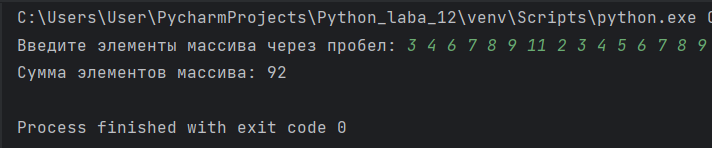 C:\Users\User\PycharmProjects\Python_laba_12\venv\Scripts\python.exe
Введите элементы массива через пробел: 3 4 6 7 8 9 11 2 3 4 5 6 7 8 9
Сумма элементов массива: 92
Process finished with exit code 0